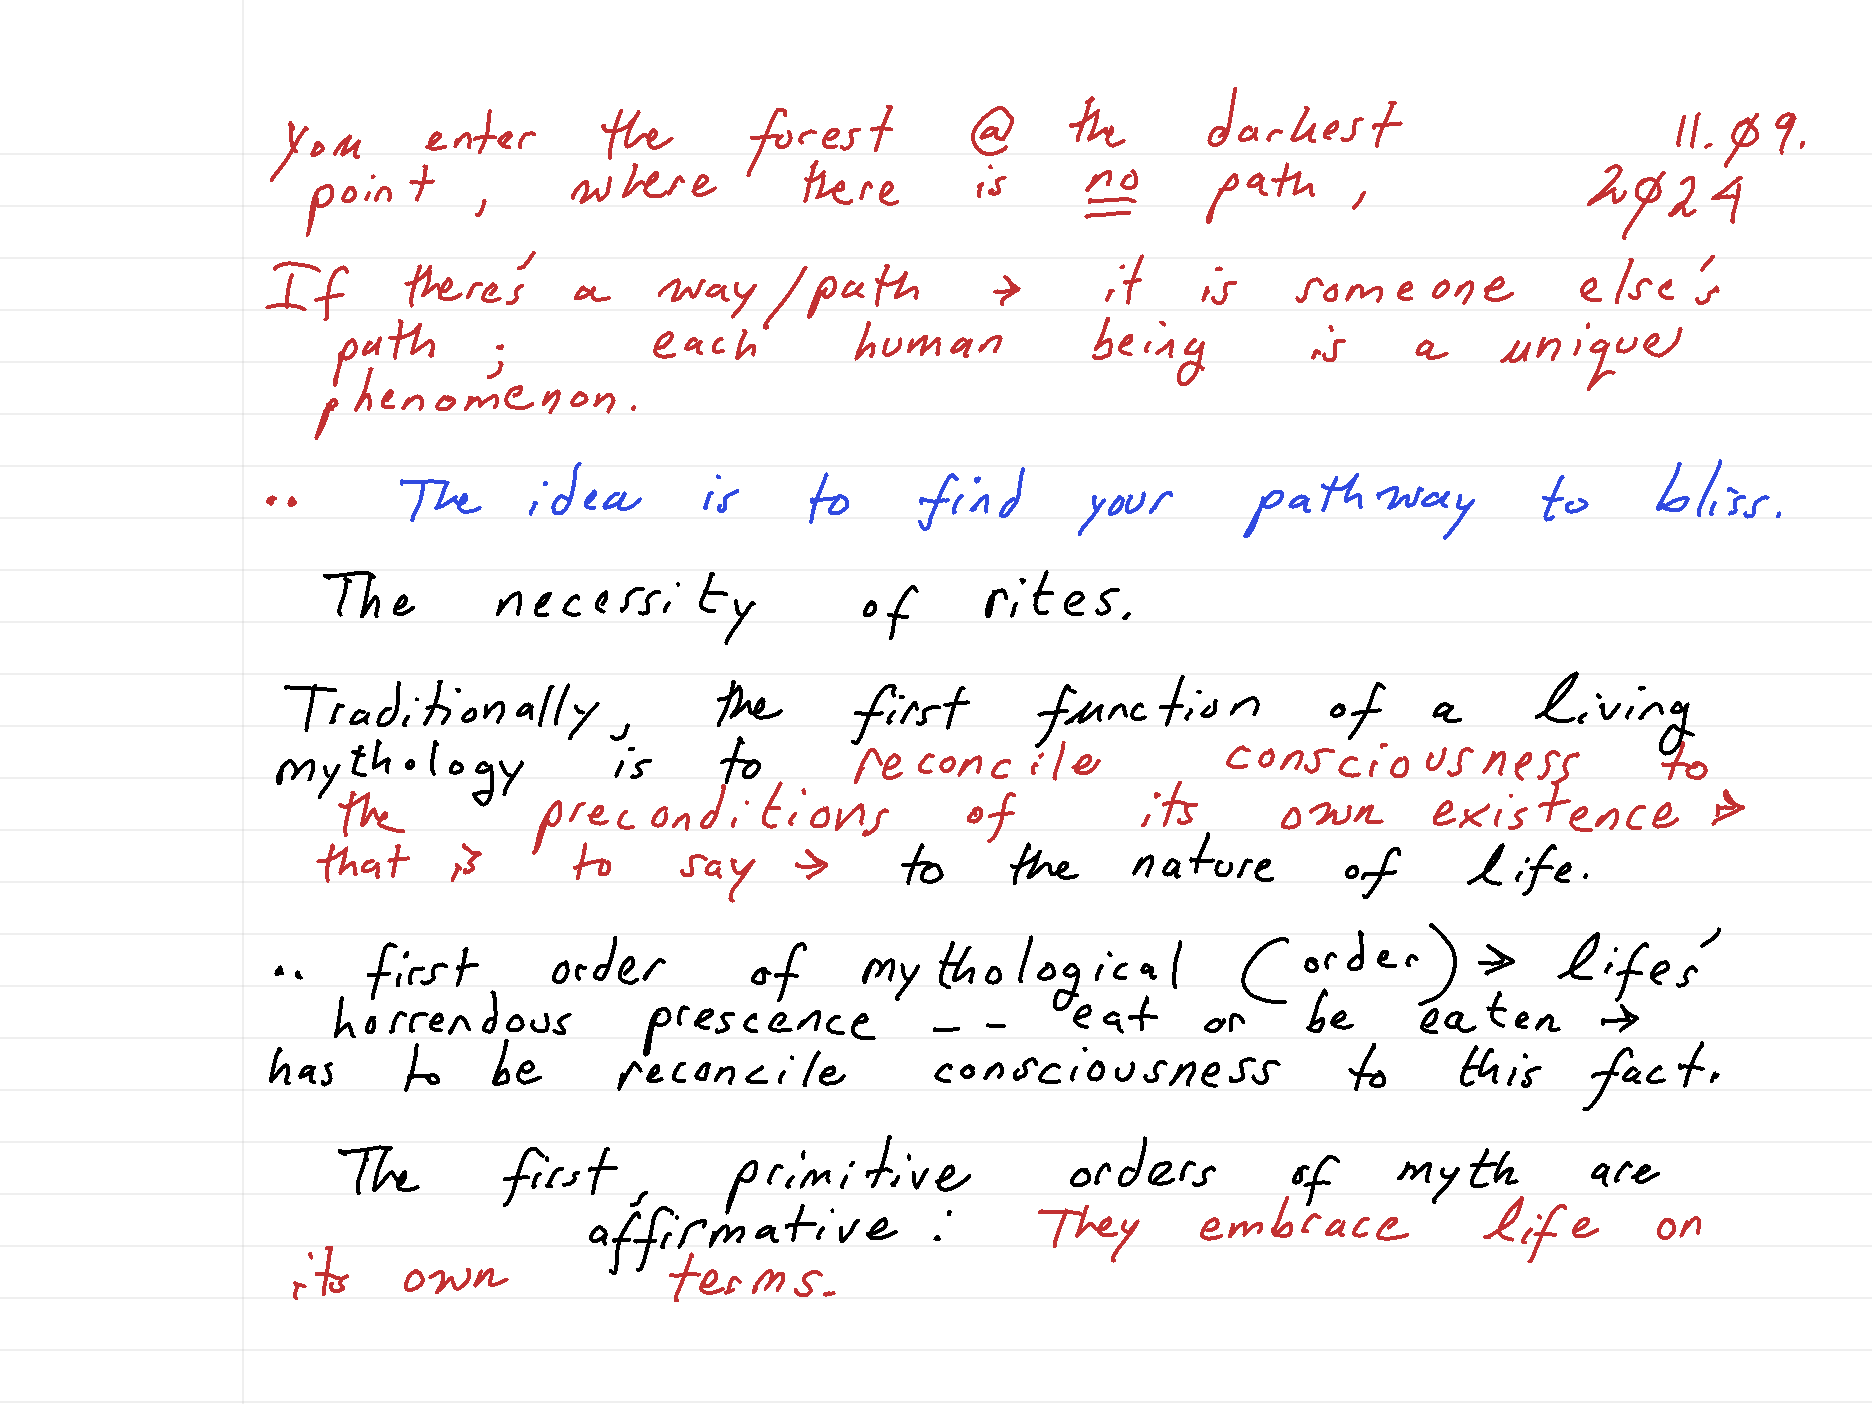 You enter the forest @ the darkest 11.Ø9.
point, where there is no path, 2Ø24
If there's a way/path → it is someone else's
path; each human being is a unique
phenomenon.
.. The idea is to find your pathway to bliss.
The necessity of rites.
Traditionally, the first function of a living
mythology is to reconcile consciousness to
the preconditions of its own existence →
that is to say → to the nature of life.
.. first order of mythological (order) → lifes'
horrendous prescence -- eat or be eaten →
has to be reconcile consciousness to this fact.
The first, primitive orders of myth are
affirmative: They embrace life on
its own terms.